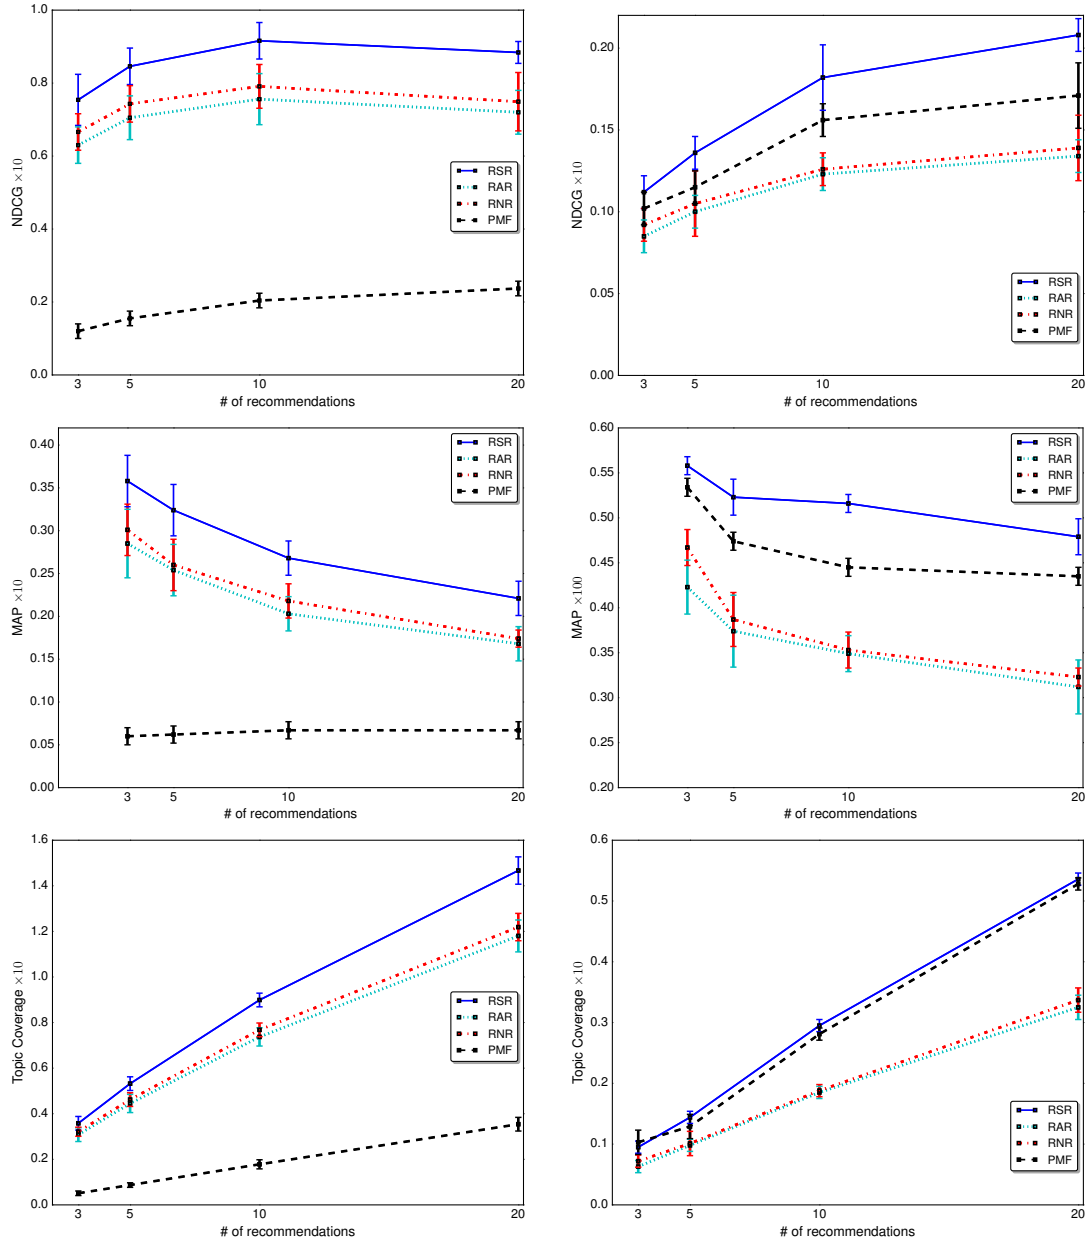 1.0
0.8
0.6
0.4
0.2
0.0
NDCG ×10
RSR
RAR
RNR
PMF
3 5 10 20
# of recommendations
0.20
0.15
0.10
0.05
0.00
NDCG ×10
RSR
RAR
RNR
PMF
3 5 10 20
# of recommendations
0.40
0.35
0.30
0.25
0.20
0.15
0.10
0.05
0.00
MAP ×10
RSR
RAR
RNR
PMF
3 5 10 20
# of recommendations
0.60
0.55
0.50
0.45
0.40
0.35
0.30
0.25
0.20
MAP ×100
RSR
RAR
RNR
PMF
3 5 10 20
# of recommendations
1.6
1.4
1.2
1.0
0.8
0.6
0.4
0.2
0.0
Topic Coverage ×10
RSR
RAR
RNR
PMF
3 5 10 20
# of recommendations
0.6
0.5
0.4
0.3
0.2
0.1
0.0
Topic Coverage ×10
RSR
RAR
RNR
PMF
3 5 10 20
# of recommendations